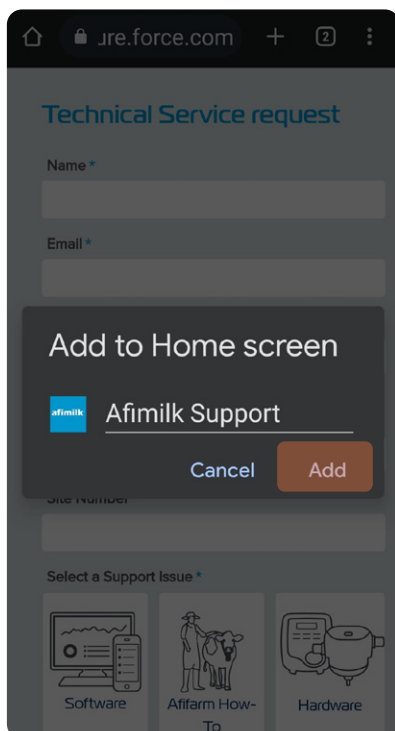 ure.force.com
2
Technical Service request
Name *
Email *
Add to Home screen
afimilk
Afimilk Support
Cancel
Add
Site Number
Select a Support Issue *
Software
Afifarm How-
To
Hardware